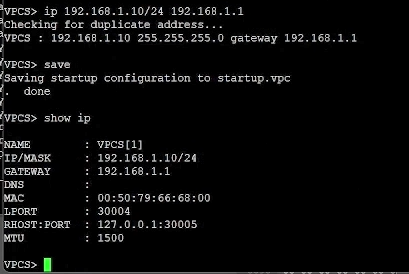 VPCS> ip 192.168.1.10/24 192.168.1.1
Checking for duplicate address...
VPCS : 192.168.1.10 255.255.255.0 gateway 192.168.1.1
VPCS> save
Saving startup configuration to startup.vpc
.  done
VPCS> show ip
NAME        : VPCS[1]
IP/MASK     : 192.168.1.10/24
GATEWAY     : 192.168.1.1
DNS         :
MAC         : 00:50:79:66:68:00
LPORT       : 30004
RHOST:PORT  : 127.0.0.1:30005
MTU         : 1500
VPCS>